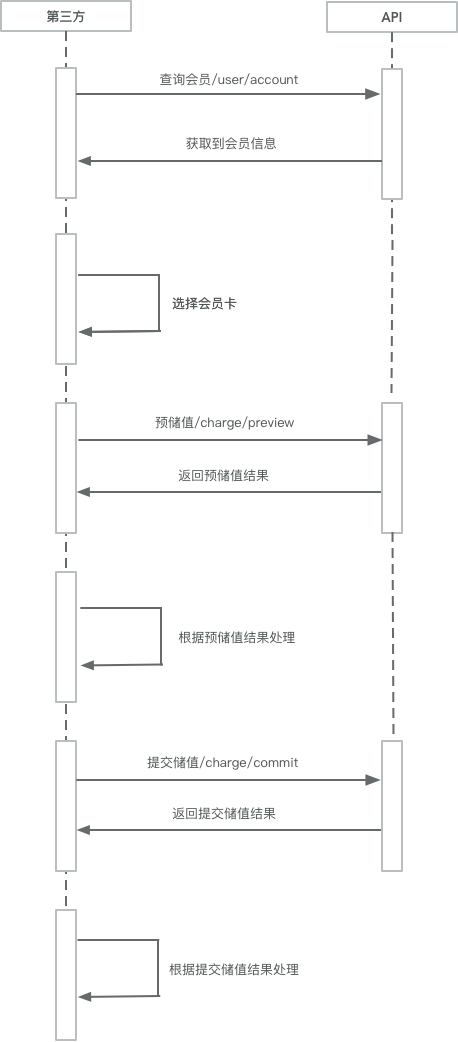 第三方
API
查询会员/user/account
获取到会员信息
选择会员卡
预储值/charge/preview
返回预储值结果
根据预储值结果处理
提交储值/charge/commit
返回提交储值结果
根据提交储值结果处理